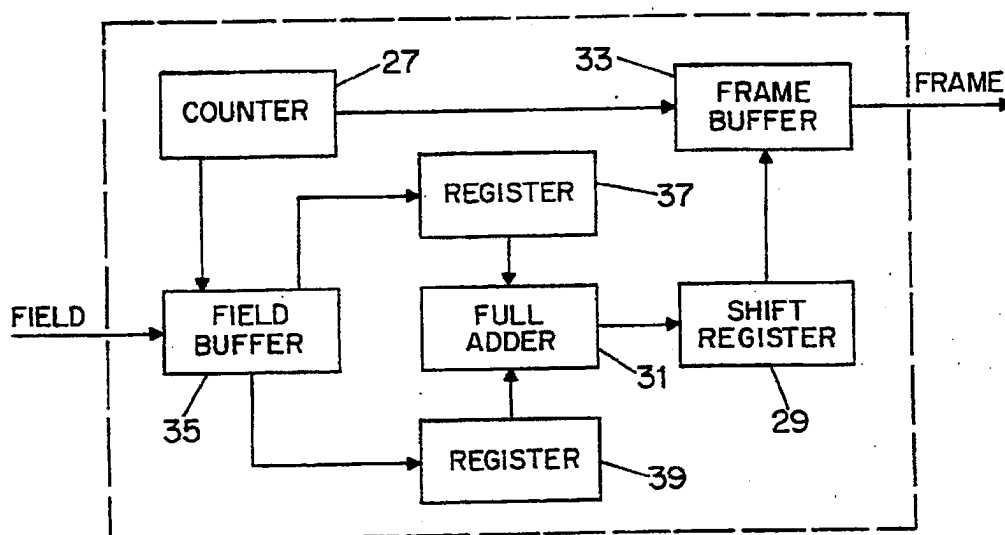 27
COUNTER
33
FRAME
BUFFER
FRAME
REGISTER
37
FIELD
FIELD
BUFFER
35
FULL
ADDER
31
SHIFT
REGISTER
29
REGISTER
39